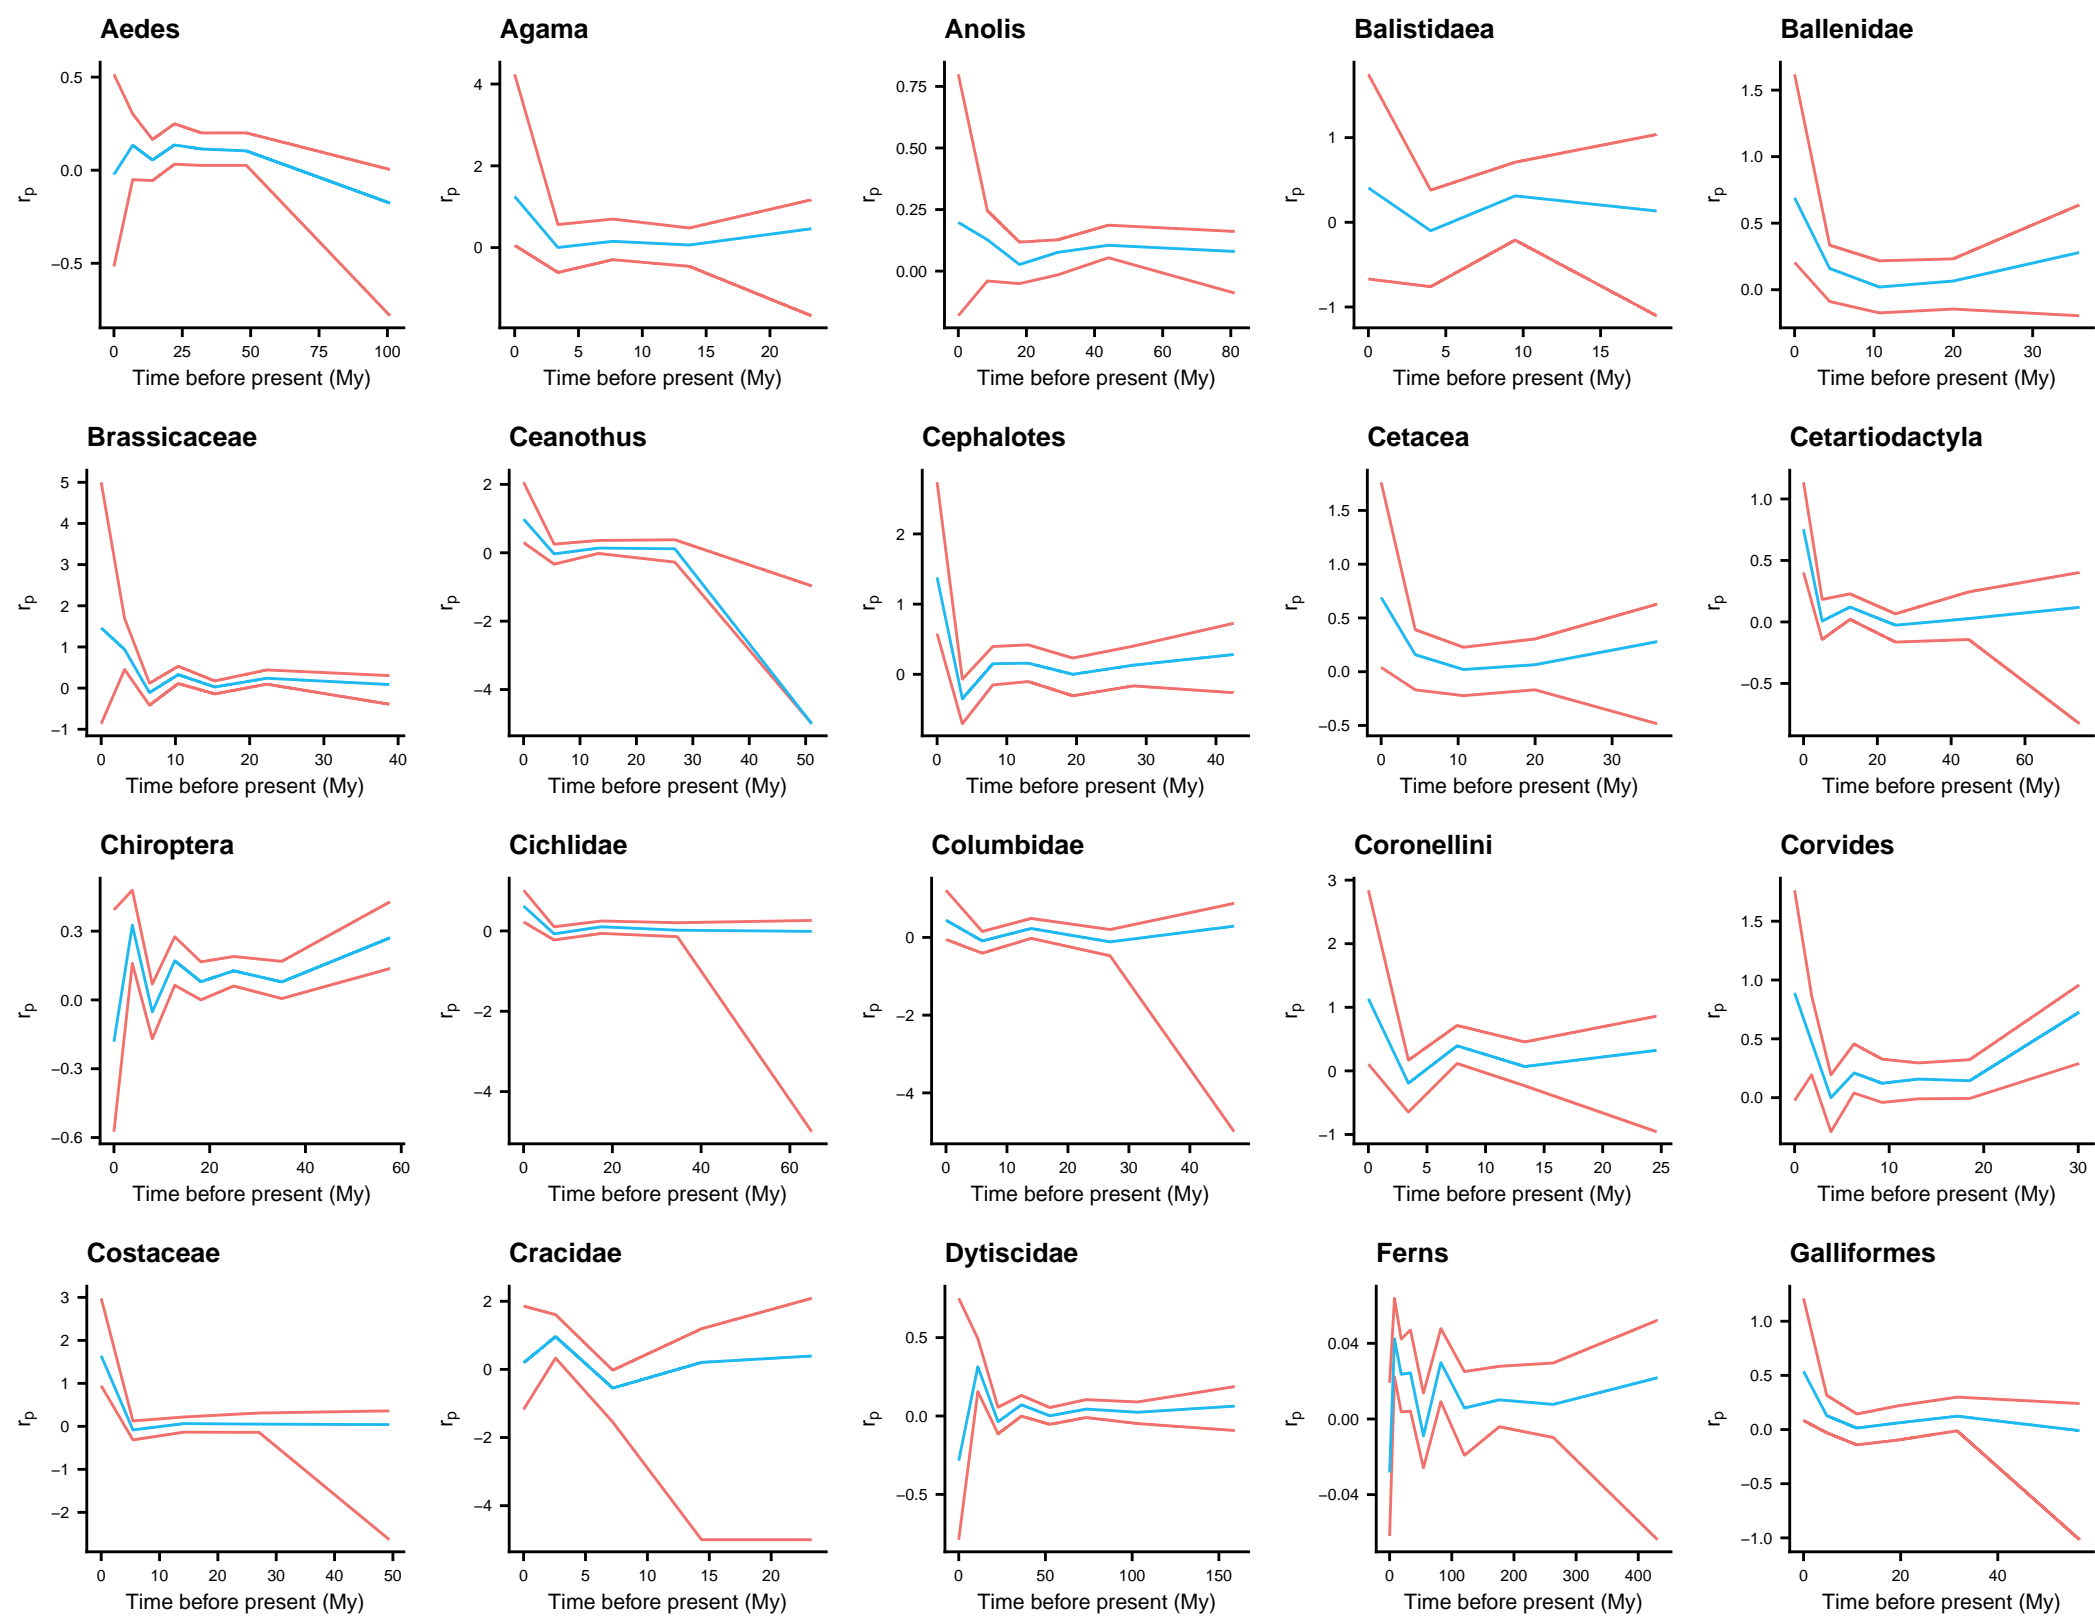 Aedes Agama Anolis Balistidaea Ballenidae
0.5 4 0.75 1 1.5
0.0 2 0.50 0 1.0
−0.5 0 0.25 −1 0.5
0.00 0.0
r_p r_p r_p r_p r_p
0 25 50 75 100 0 5 10 15 20 0 20 40 60 80 0 5 10 15 0 10 20 30
Time before present (My) Time before present (My) Time before present (My) Time before present (My) Time before present (My)
Brassicaceae Ceanothus Cephalotes Cetacea Cetartiodactyla
5 2 2 1.5 1.0
4 0 1 1.0 0.5
3 −2 0 0.5 0.0
2 −4 0.0 −0.5
1 −0.5
0
−1
r_p r_p r_p r_p r_p
0 10 20 30 40 0 10 20 30 40 50 0 10 20 30 40 0 10 20 30 0 20 40 60
Time before present (My) Time before present (My) Time before present (My) Time before present (My) Time before present (My)
Chiroptera Cichlidae Columbidae Coronellini Corvides
0.3 0 0 3 1.5
0.0 −2 −2 2 1.0
−0.3 −4 −4 1 0.5
−0.6 0 0.0
−1
r_p r_p r_p r_p r_p
0 20 40 60 0 20 40 60 0 10 20 30 40 0 5 10 15 20 25 0 10 20 30
Time before present (My) Time before present (My) Time before present (My) Time before present (My) Time before present (My)
Costaceae Cracidae Dytiscidae Ferns Galliformes
3 2 0.5 0.04 1.0
2 0 0.0 0.00 0.5
1 −2 −0.5 −0.04 0.0
0 −4 −0.5
−1 −1.0
−2
r_p r_p r_p r_p r_p
0 10 20 30 40 50 0 5 10 15 20 0 50 100 150 0 100 200 300 400 0 20 40
Time before present (My) Time before present (My) Time before present (My) Time before present (My) Time before present (My)